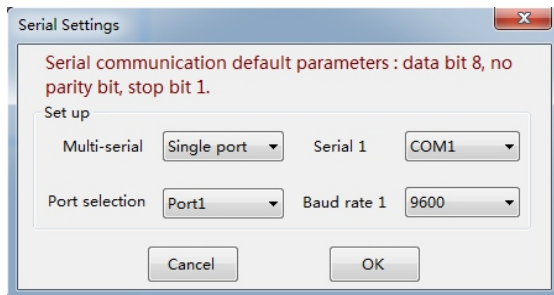 Serial Settings
Serial communication default parameters : data bit 8, no
parity bit, stop bit 1.
Set up
Multi-serial Single port Serial 1 COM1
Port selection Port1 Baud rate 1 9600
Cancel OK